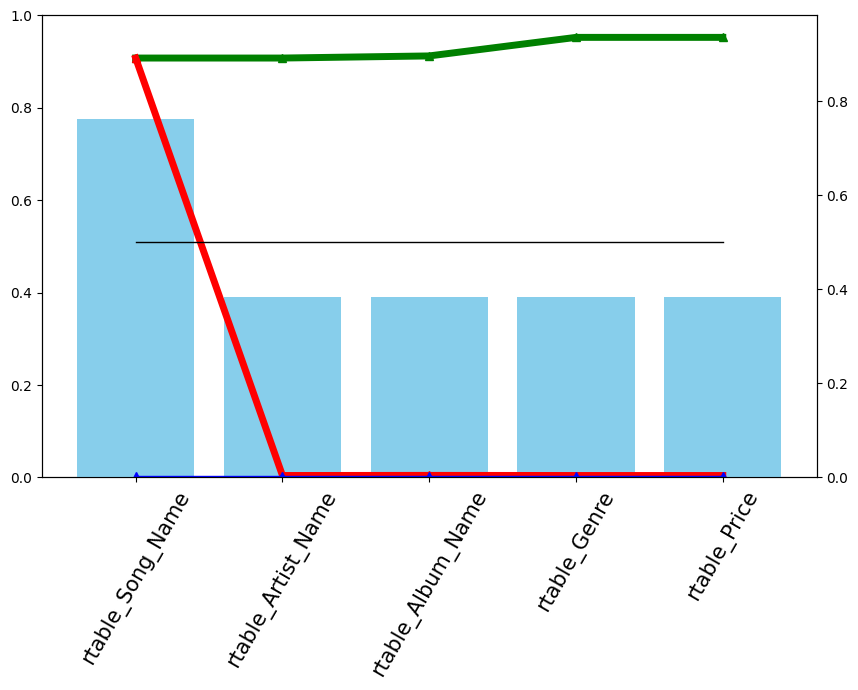 1.0
0.8
0.6
0.4
0.2
0.0
0.8
0.6
0.4
0.2
0.0
rtable_Song_Name
rtable_Artist_Name
rtable_Album_Name
rtable_Genre
rtable_Price